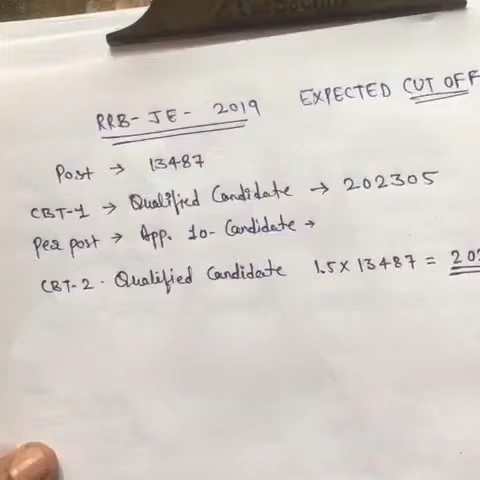 RRB- JE - 2019 EXPECTED CUT OFF
Post → 13487
CBT-1 → Qualified Candidate → 202305
Per post → App. 10- Candidate →
CBT-2. Qualified Candidate 1.5 x 13487 = 20